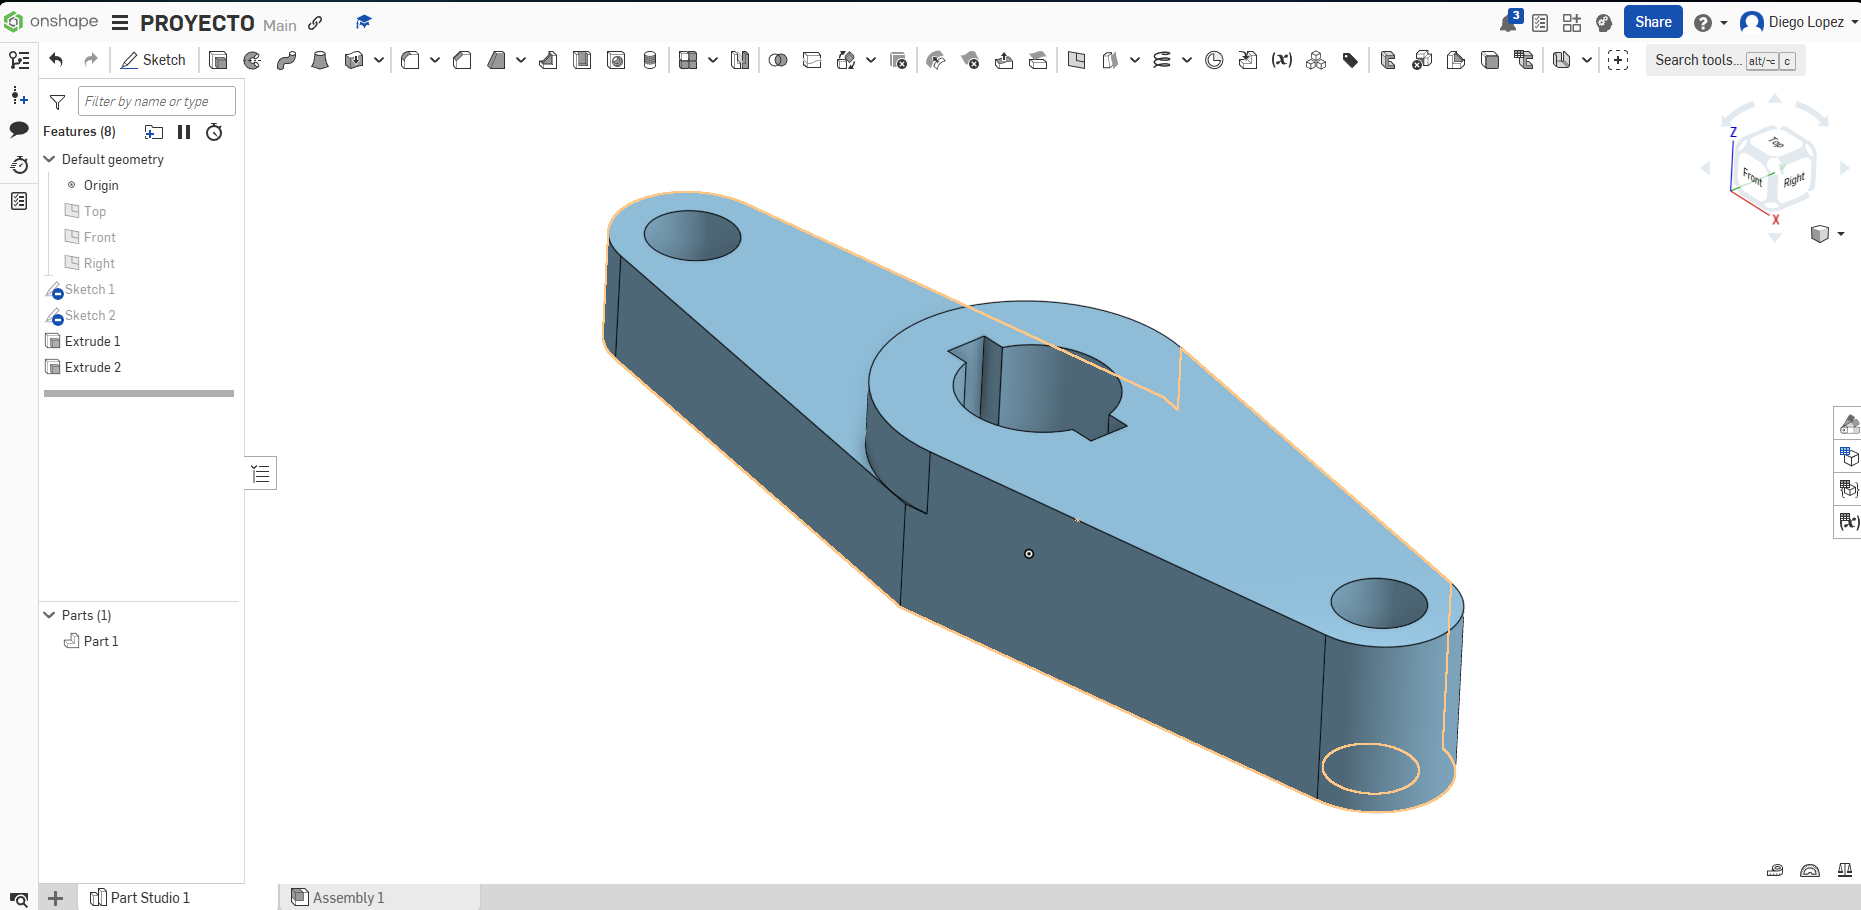 onshape PROYECTO Main 3 Share Diego Lopez
Sketch Search tools... alt/⌥ c
Filter by name or type
Features (8)
Default geometry
Origin
Top
Front
Right
Sketch 1
Sketch 2
Extrude 1
Extrude 2
Z
Top
Front
Right
Y
X
Parts (1)
Part 1
Part Studio 1
Assembly 1